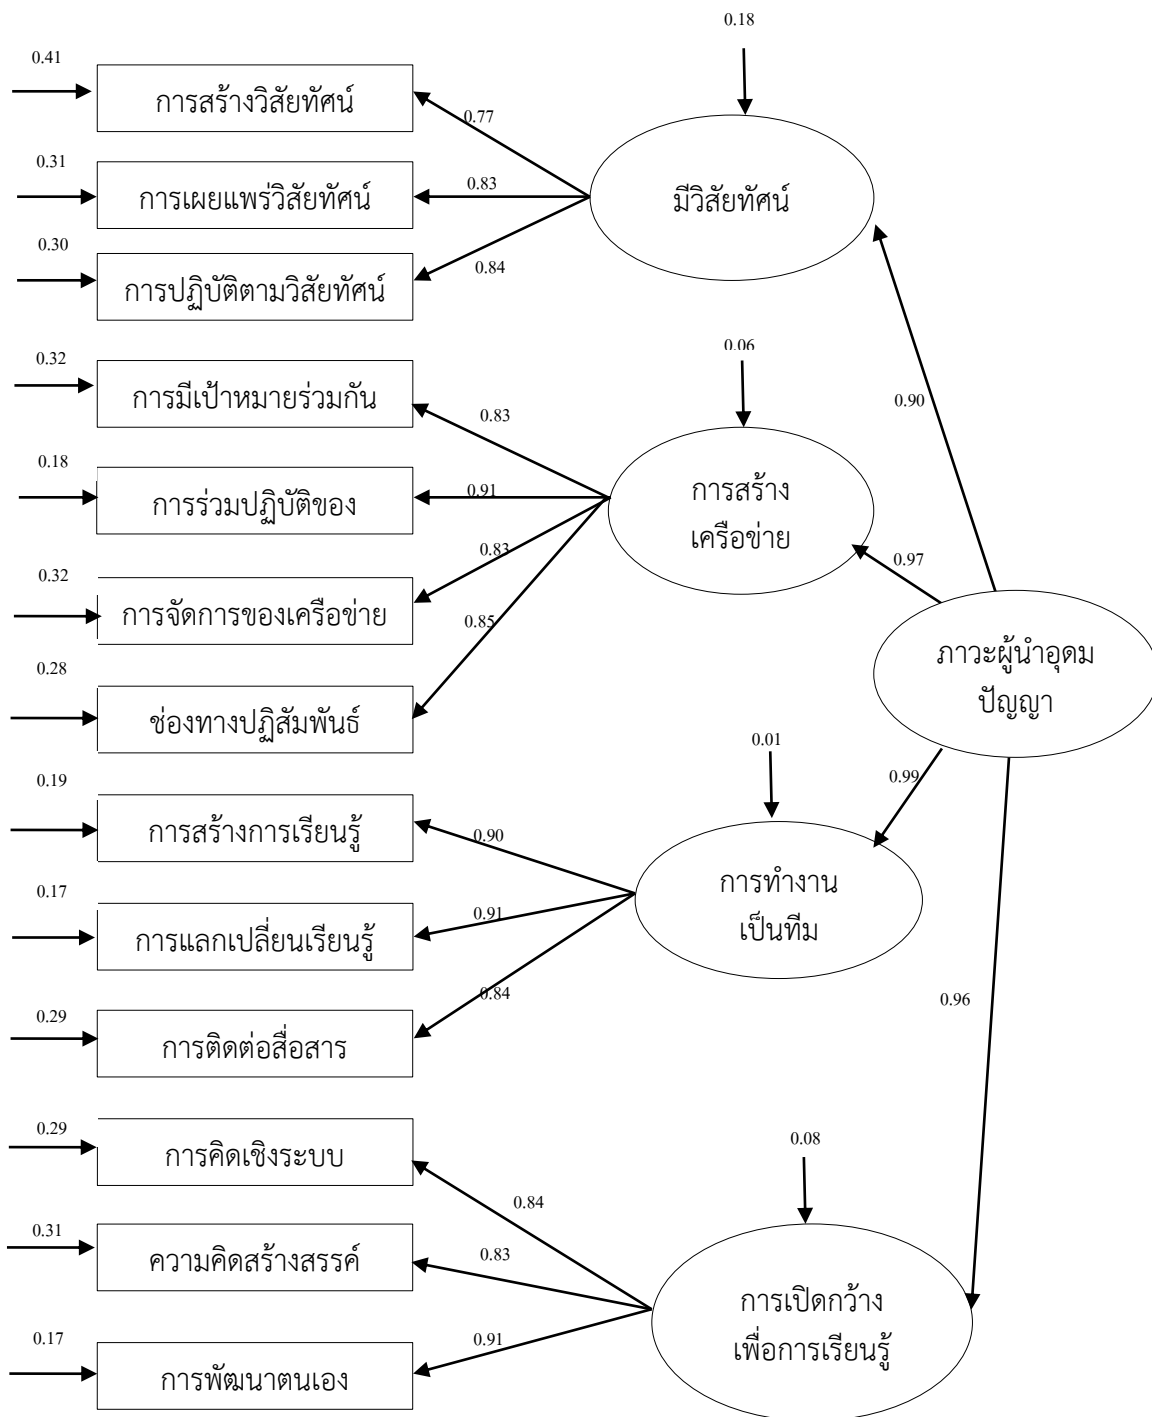 0.18
0.41
การสร้างวิสัยทัศน์
0.77
0.31
การเผยแพร่วิสัยทัศน์
0.83
มีวิสัยทัศน์
0.30
การปฏิบัติตามวิสัยทัศน์
0.84
0.06
0.32
การมีเป้าหมายร่วมกัน
0.83
0.90
0.18
การร่วมปฏิบัติของ
0.91
การสร้าง
เครือข่าย
0.32
การจัดการของเครือข่าย
0.83
0.97
0.85
ภาวะผู้นำอุดม
ปัญญา
0.28
ช่องทางปฏิสัมพันธ์
0.01
0.99
0.19
การสร้างการเรียนรู้
0.90
0.17
การแลกเปลี่ยนเรียนรู้
0.91
การทำงาน
เป็นทีม
0.84
0.96
0.29
การติดต่อสื่อสาร
0.29
การคิดเชิงระบบ
0.08
0.84
0.31
ความคิดสร้างสรรค์
0.83
การเปิดกว้าง
เพื่อการเรียนรู้
0.17
การพัฒนาตนเอง
0.91